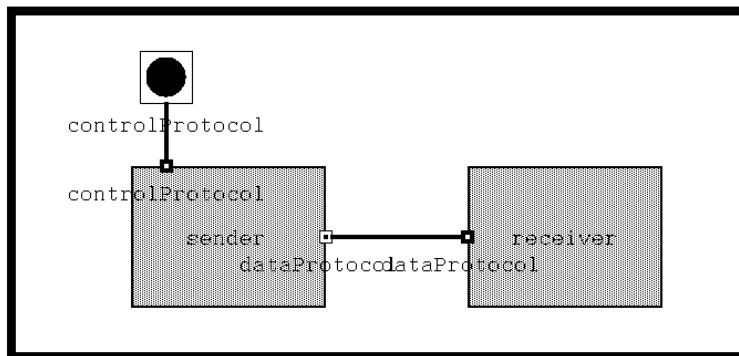 controlProtocol
controlProtocol
sender
receiver
dataProtocol
dataProtocol